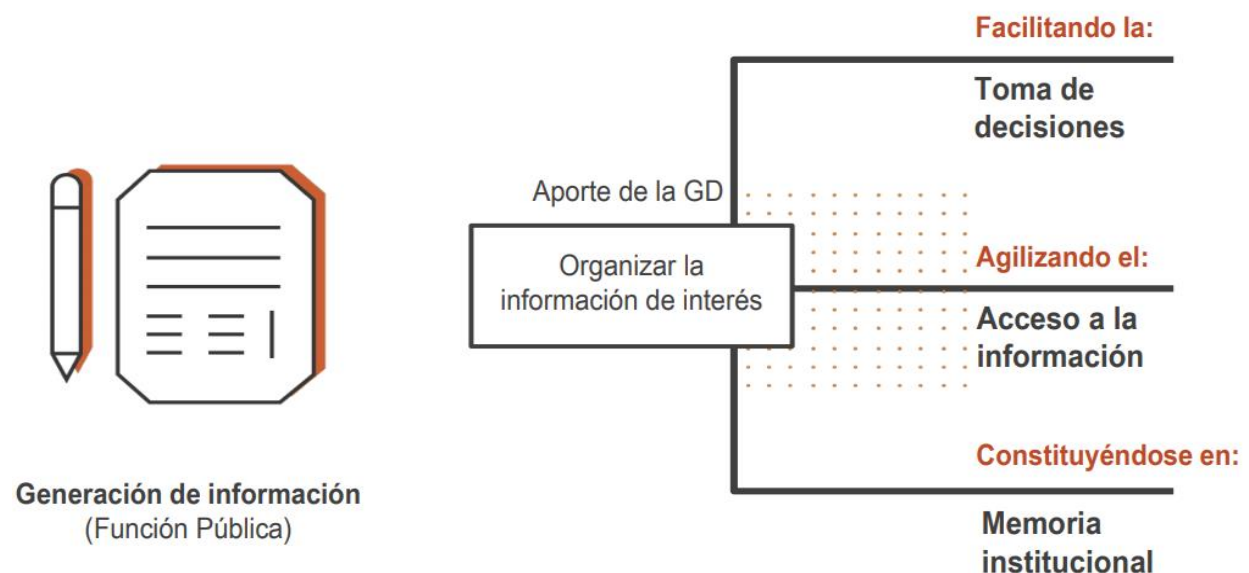 Generación de información
(Función Pública)
Aporte de la GD
Organizar la
información de interés
Facilitando la:
Toma de
decisiones
Agilizando el:
Acceso a la
información
Constituyéndose en:
Memoria
institucional